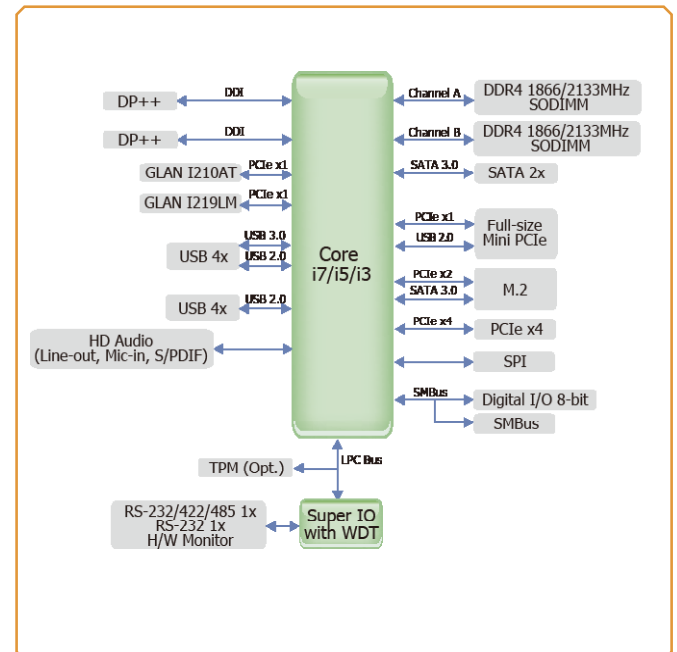 DP++
DDI
DP++
DDI
GLAN I210AT
PCIe x1
GLAN I219LM
PCIe x1
USB 4x
USB 3.0
USB 2.0
USB 4x
USB 2.0
HD Audio
(Line-out, Mic-in, S/PDIF)
Core
i7/i5/i3
Channel A
DDR4 1866/2133MHz
SODIMM
Channel B
DDR4 1866/2133MHz
SODIMM
SATA 3.0
SATA 2x
PCIe x1
USB 2.0
Full-size
Mini PCIe
PCIe x2
SATA 3.0
M.2
PCIe x4
PCIe x4
SPI
SMBus
Digital I/O 8-bit
SMBus
LPC Bus
TPM (Opt.)
RS-232/422/485 1x
RS-232 1x
H/W Monitor
Super IO
with WDT